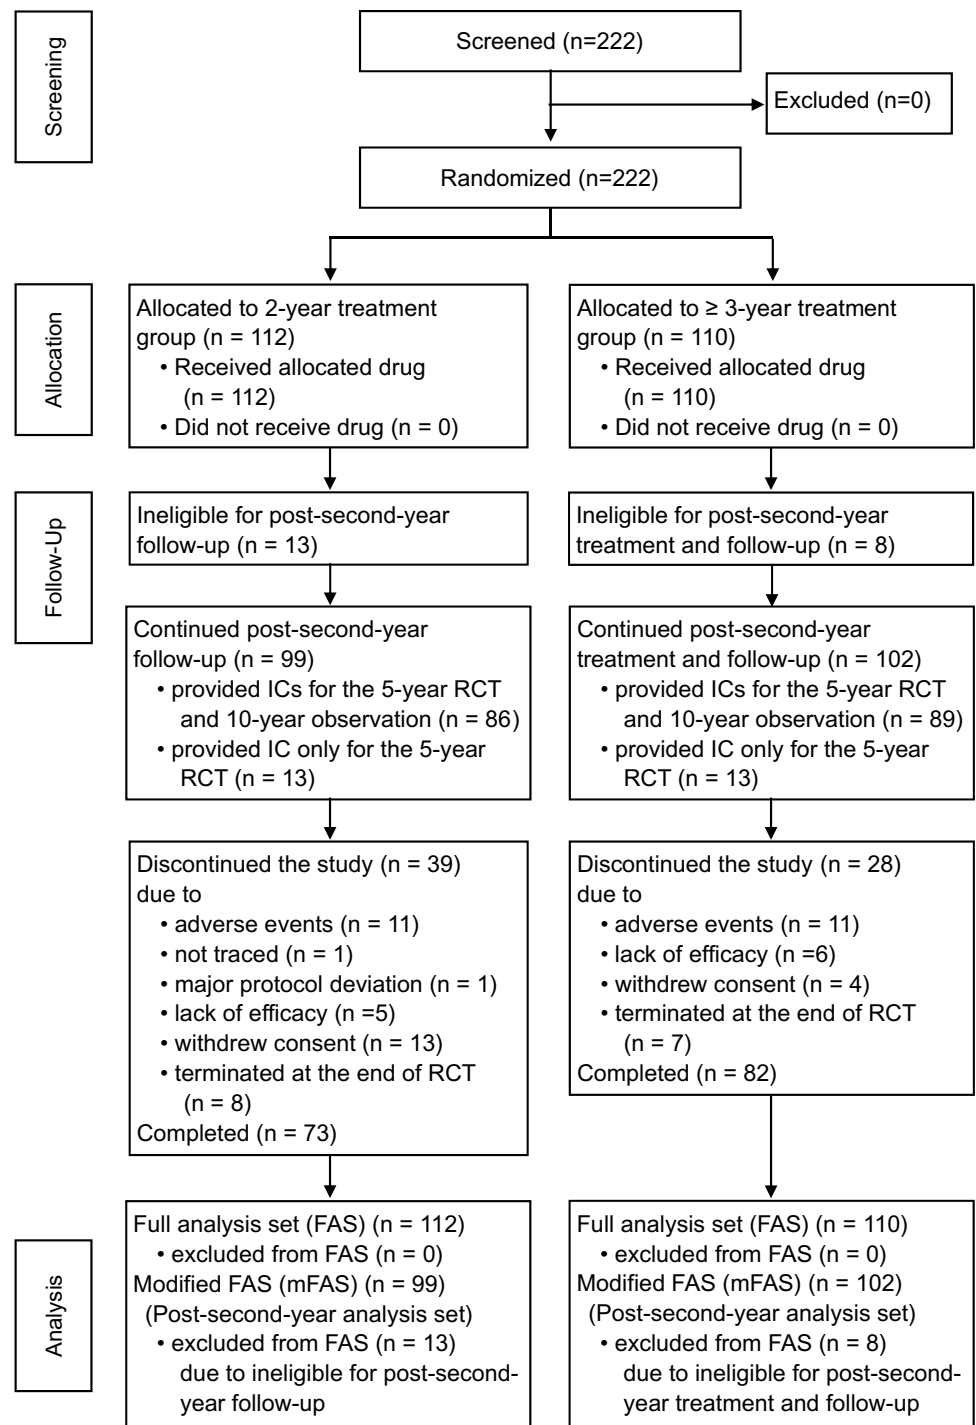 Screening
Screened (n=222)
Excluded (n=0)
Randomized (n=222)
Allocation
Allocated to 2-year treatment
group (n = 112)
• Received allocated drug
(n = 112)
• Did not receive drug (n = 0)
Allocated to ≥ 3-year treatment
group (n = 110)
• Received allocated drug
(n = 110)
• Did not receive drug (n = 0)
Follow-Up
Ineligible for post-second-year
follow-up (n = 13)
Ineligible for post-second-year
treatment and follow-up (n = 8)
Continued post-second-year
follow-up (n = 99)
• provided ICs for the 5-year RCT
and 10-year observation (n = 86)
• provided IC only for the 5-year
RCT (n = 13)
Continued post-second-year
treatment and follow-up (n = 102)
• provided ICs for the 5-year RCT
and 10-year observation (n = 89)
• provided IC only for the 5-year
RCT (n = 13)
Discontinued the study (n = 39)
due to
• adverse events (n = 11)
• not traced (n = 1)
• major protocol deviation (n = 1)
• lack of efficacy (n =5)
• withdrew consent (n = 13)
• terminated at the end of RCT
(n = 8)
Completed (n = 73)
Discontinued the study (n = 28)
due to
• adverse events (n = 11)
• lack of efficacy (n =6)
• withdrew consent (n = 4)
• terminated at the end of RCT
(n = 7)
Completed (n = 82)
Analysis
Full analysis set (FAS) (n = 112)
• excluded from FAS (n = 0)
Modified FAS (mFAS) (n = 99)
(Post-second-year analysis set)
• excluded from FAS (n = 13)
due to ineligible for post-second-
year follow-up
Full analysis set (FAS) (n = 110)
• excluded from FAS (n = 0)
Modified FAS (mFAS) (n = 102)
(Post-second-year analysis set)
• excluded from FAS (n = 8)
due to ineligible for post-second-
year treatment and follow-up